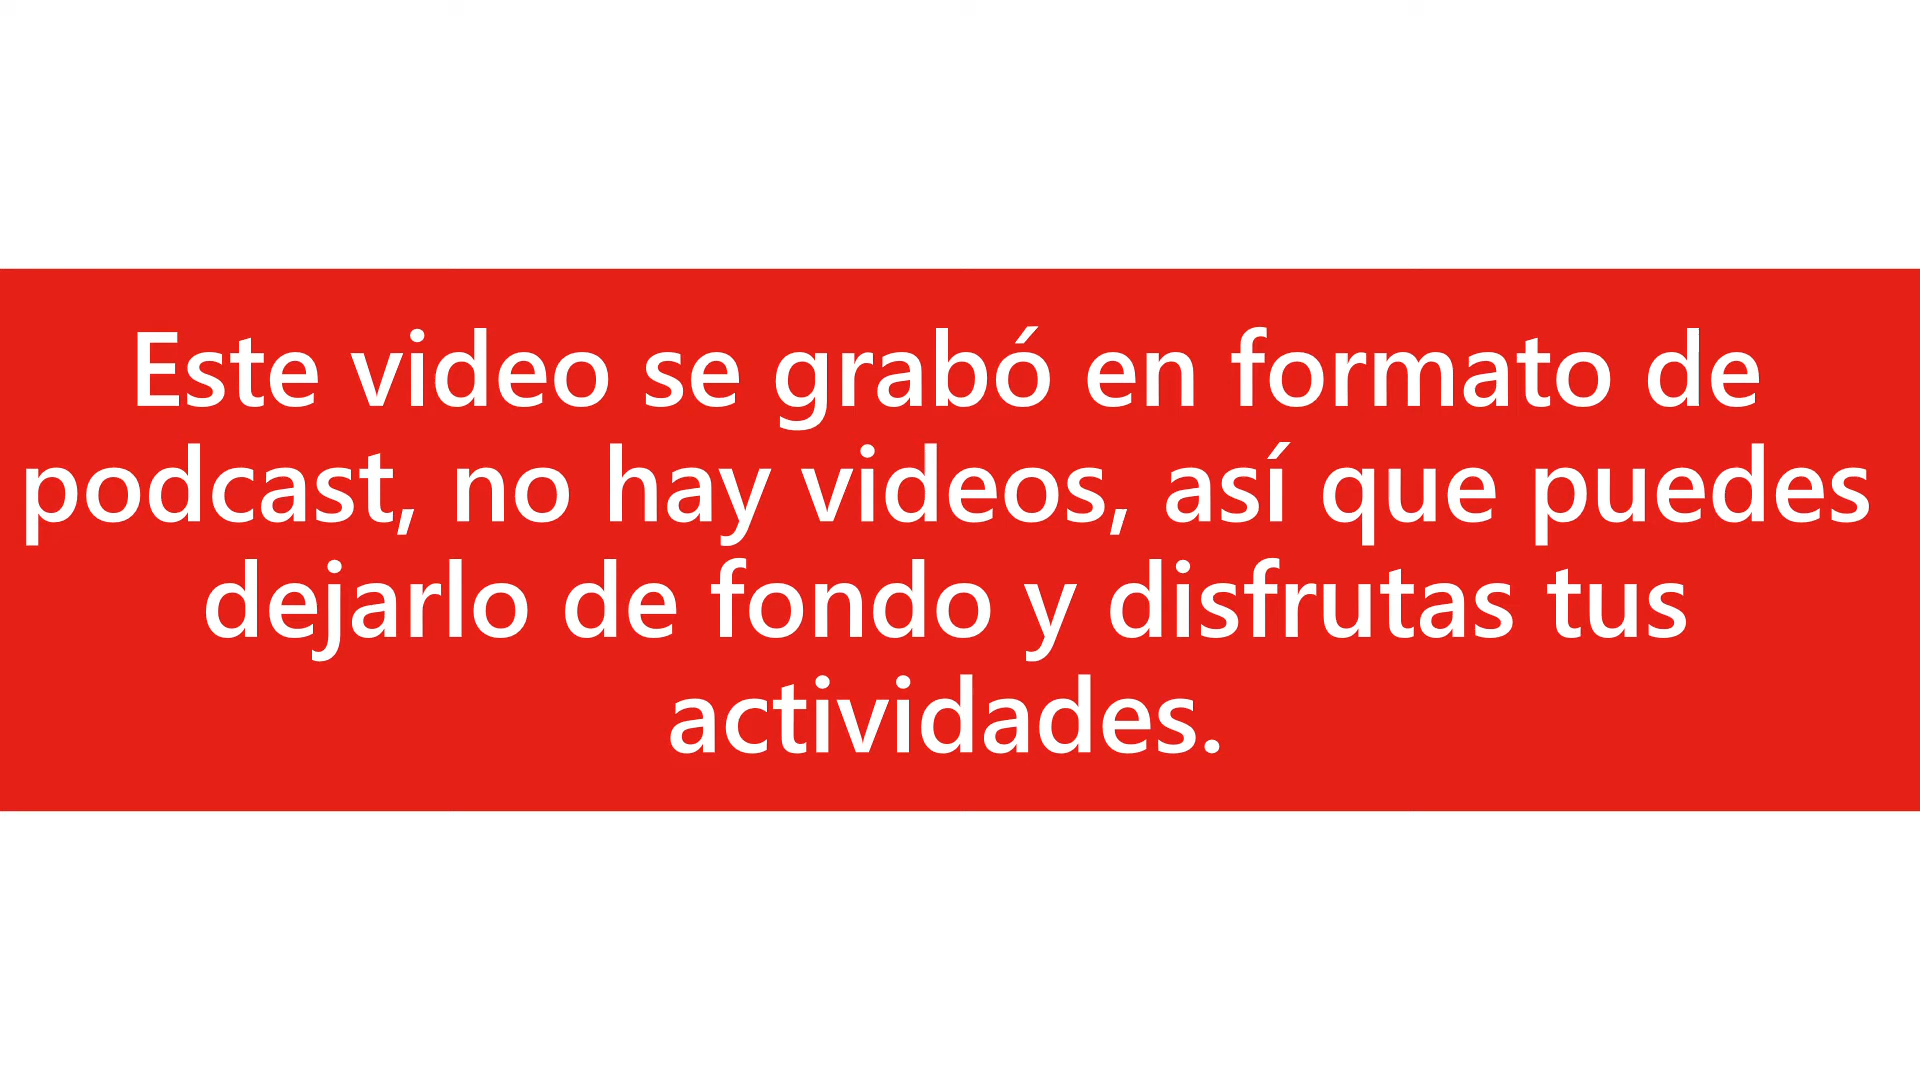 Este video se grabó en formato de
podcast, no hay videos, así que puedes
dejarlo de fondo y disfrutas tus
actividades.